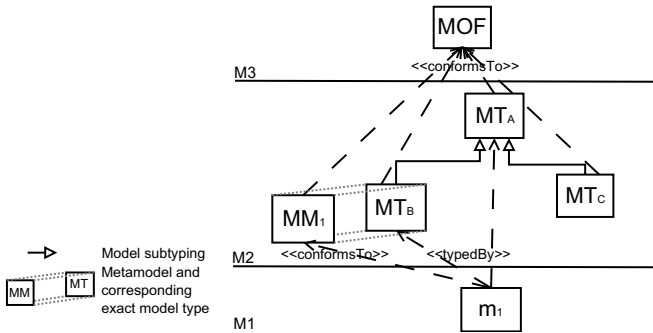 MOF
<<conformsTo>>
M3
MTA
MM1
MTB
MTC
<<conformsTo>>
<<typedBy>>
M2
m1
M1
Model subtyping
MM
MT
Metamodel and
corresponding
exact model type